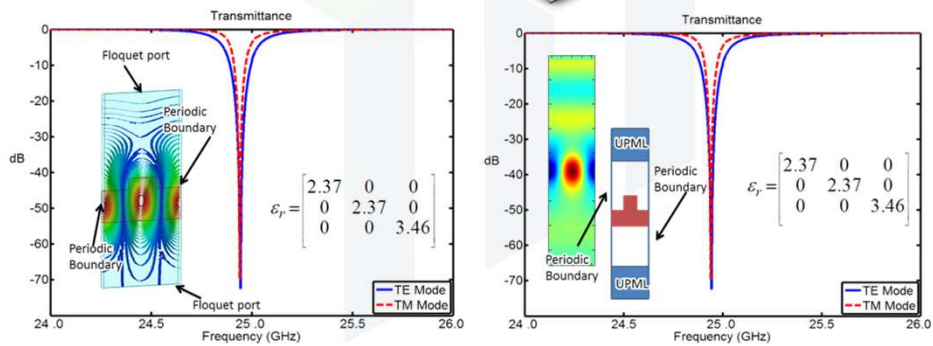 Transmittance
0
-10
-20
-30
dB
-40
-50
-60
-70
80
Floquet port
Periodic
Boundary
Periodic
Boundary
Floquet port
εr = [2.37 0 0
0 2.37 0
0 0 3.46]
TE Mode
TM Mode
24 .0 24.5 25.0 25.5 26.0
Frequency (GHz)
Transmittance
0
-10
-20
-30
dB
-40
-50
-60
-70
80
UPML
Periodic
Boundary
Periodic
Boundary
UPML
εr = [2.37 0 0
0 2.37 0
0 0 3.46]
TE Mode
TM Mode
24 .0 24.5 25.0 25.5 26.0
Frequency (GHz)